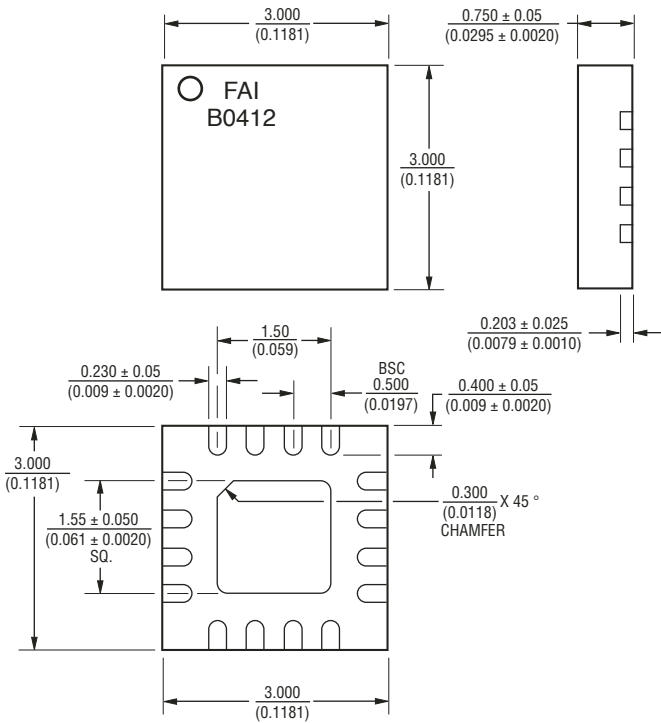 3.000
(0.1181)
0.750 ± 0.05
(0.0295 ± 0.0020)
FAI
B0412
3.000
(0.1181)
0.203 ± 0.025
(0.0079 ± 0.0010)
1.50
(0.059)
0.230 ± 0.05
(0.009 ± 0.0020)
BSC
0.500
(0.0197)
0.400 ± 0.05
(0.009 ± 0.0020)
3.000
(0.1181)
1.55 ± 0.050
(0.061 ± 0.0020)
SQ.
0.300
(0.0118) X 45 °
CHAMFER
3.000
(0.1181)